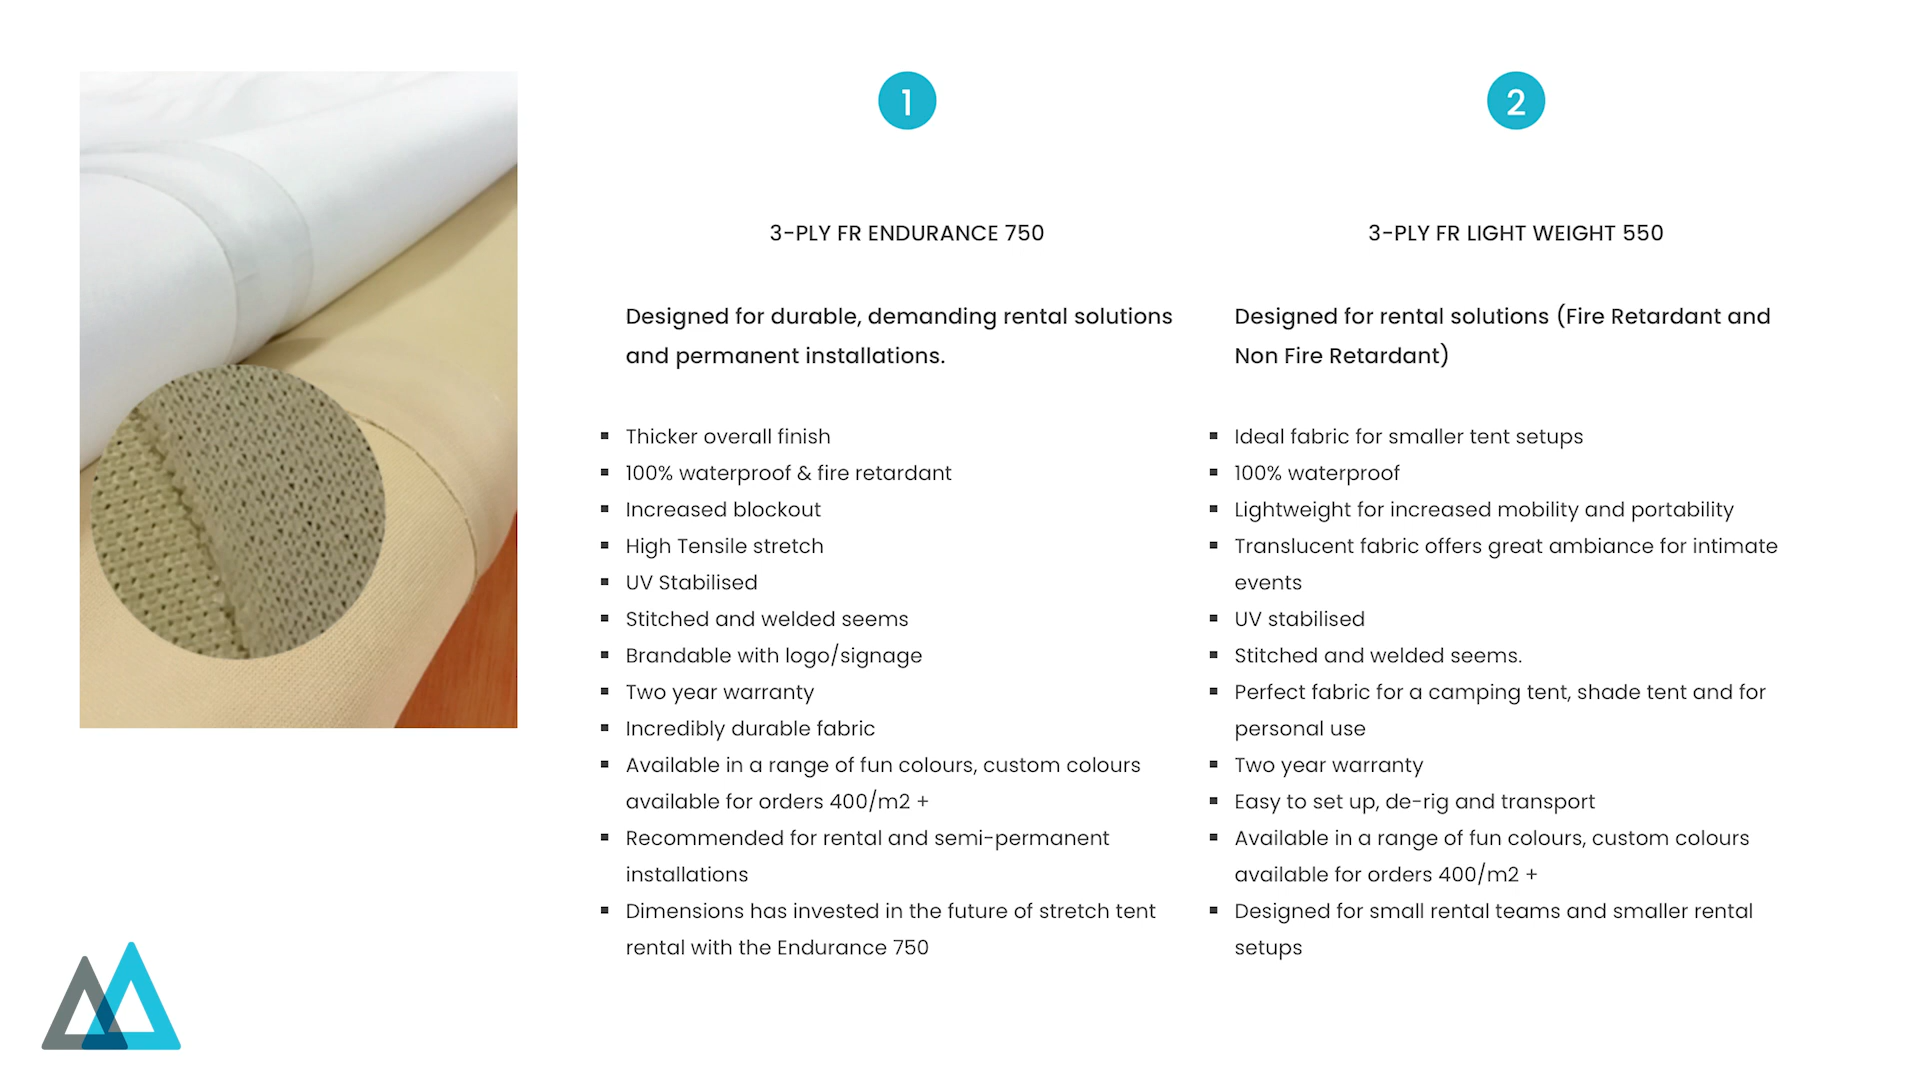 1
3-PLY FR ENDURANCE 750
Designed for durable, demanding rental solutions
and permanent installations.
Thicker overall finish
100% waterproof & fire retardant
Increased blockout
High Tensile stretch
UV Stabilised
Stitched and welded seems
Brandable with logo/signage
Two year warranty
Incredibly durable fabric
Available in a range of fun colours, custom colours
available for orders 400/m2 +
Recommended for rental and semi-permanent
installations
Dimensions has invested in the future of stretch tent
rental with the Endurance 750
2
3-PLY FR LIGHT WEIGHT 550
Designed for rental solutions (Fire Retardant and
Non Fire Retardant)
Ideal fabric for smaller tent setups
100% waterproof
Lightweight for increased mobility and portability
Translucent fabric offers great ambiance for intimate
events
UV stabilised
Stitched and welded seems.
Perfect fabric for a camping tent, shade tent and for
personal use
Two year warranty
Easy to set up, de-rig and transport
Available in a range of fun colours, custom colours
available for orders 400/m2 +
Designed for small rental teams and smaller rental
setups